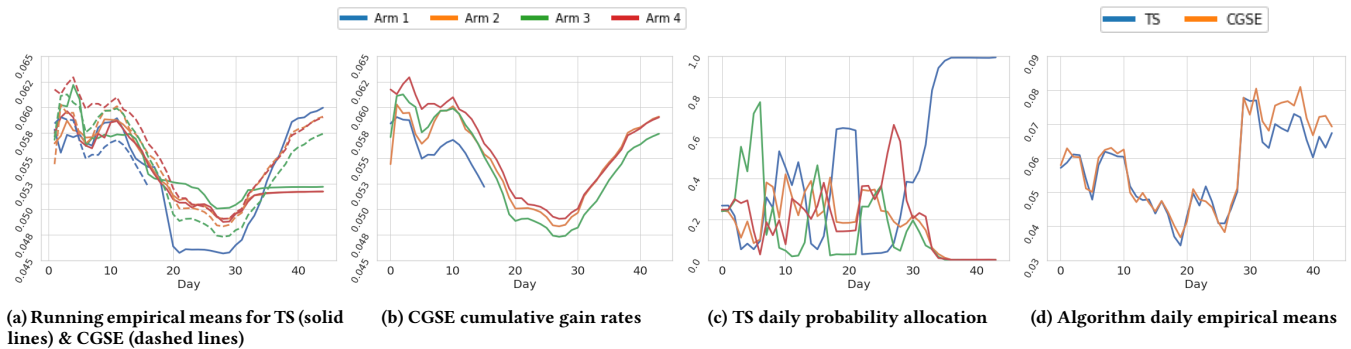 Arm 1 Arm 2 Arm 3 Arm 4
TS CGSE
0.065
0.062
0.060
0.058
0.055
0.053
0.050
0.048
0.045
0 10 20 30 40
Day
0.065
0.062
0.060
0.058
0.055
0.053
0.050
0.048
0.045
0 10 20 30 40
Day
1.0
0.8
0.6
0.4
0.2
0.0
0 10 20 30 40
Day
0.09
0.08
0.07
0.06
0.05
0.04
0.03
0 10 20 30 40
Day
(a) Running empirical means for TS (solid
lines) & CGSE (dashed lines)
(b) CGSE cumulative gain rates
(c) TS daily probability allocation
(d) Algorithm daily empirical means